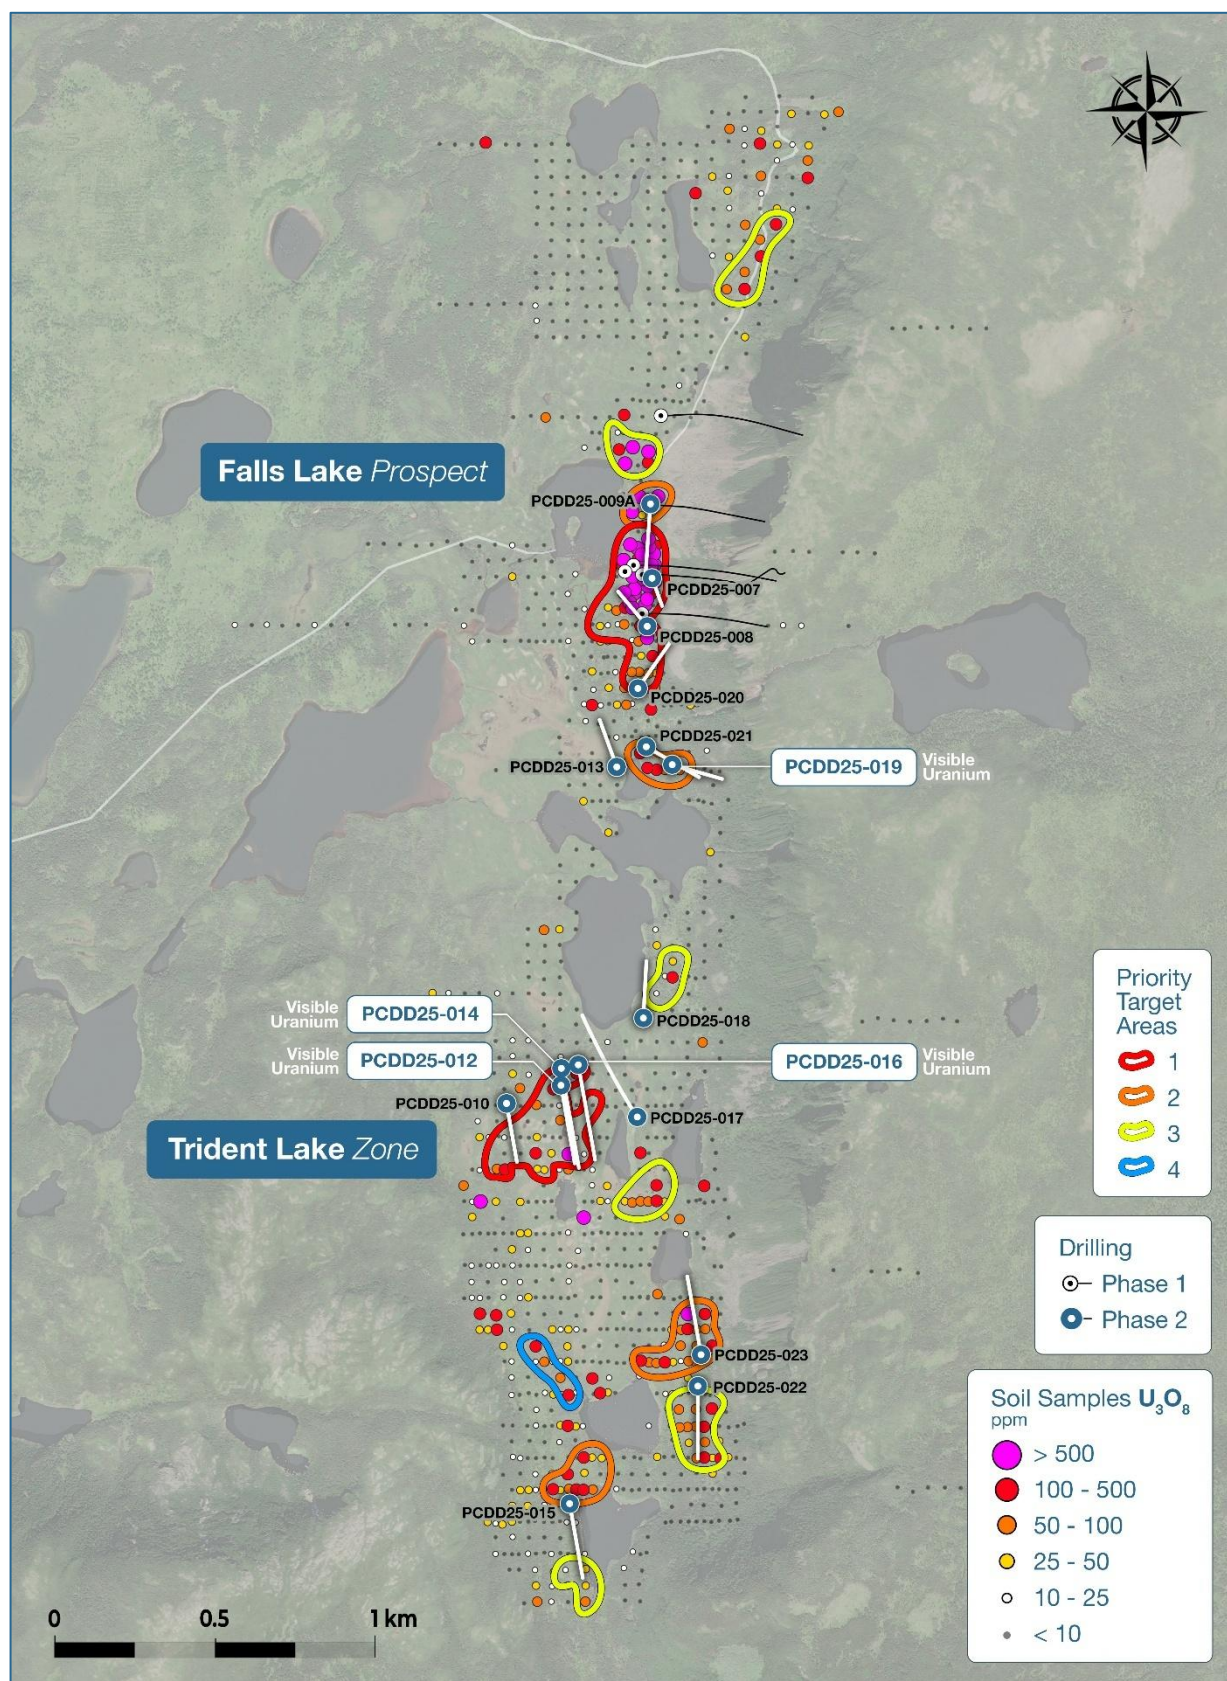 Falls Lake Prospect
PCDD25-009A
PCDD25-007
PCDD25-008
PCDD25-020
PCDD25-021
PCDD25-013
PCDD25-019
Visible
Uranium
PCDD25-018
Visible
Uranium
PCDD25-014
Visible
Uranium
PCDD25-012
PCDD25-016
Visible
Uranium
PCDD25-010
PCDD25-017
Trident Lake Zone
PCDD25-023
PCDD25-022
PCDD25-015
Priority
Target
Areas
1
2
3
4
Drilling
Phase 1
Phase 2
Soil Samples U₃O₈
ppm
> 500
100 - 500
50 - 100
25 - 50
10 - 25
< 10
0 0.5 1 km